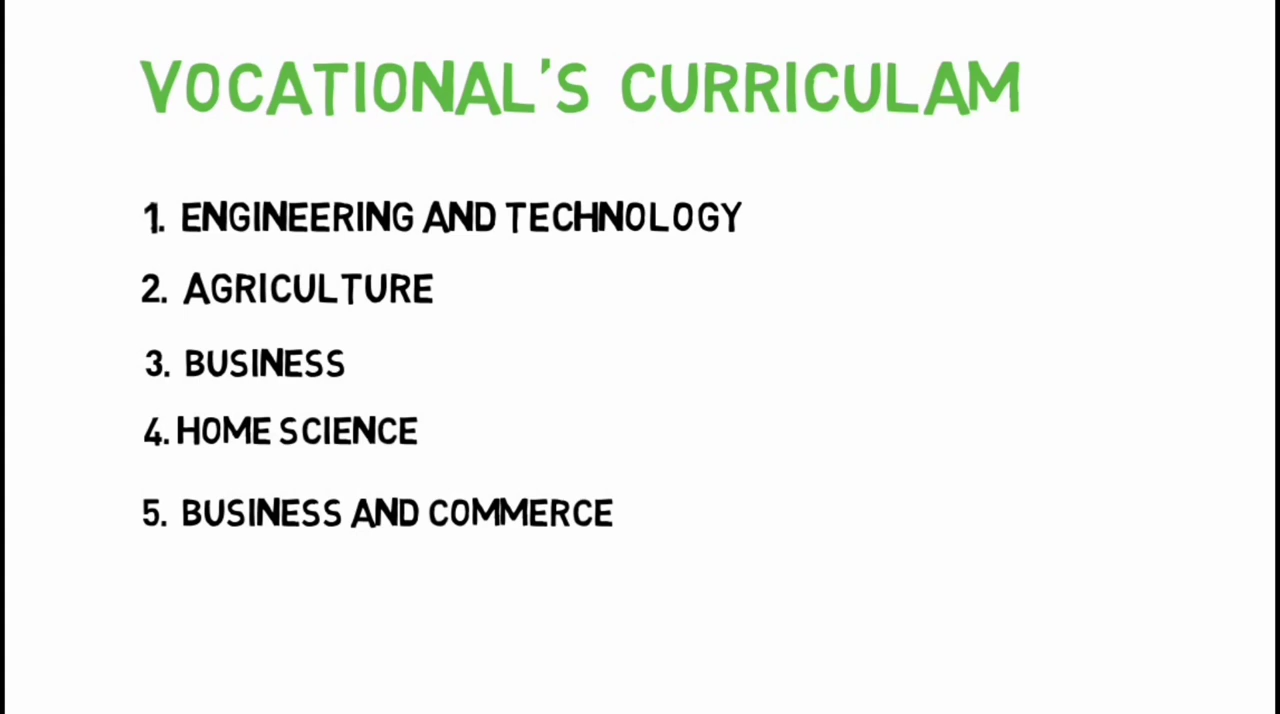 VOCATIONAL'S CURRICULAM
1. ENGINEERING AND TECHNOLOGY
2. AGRICULTURE
3. BUSINESS
4. HOME SCIENCE
5. BUSINESS AND COMMERCE